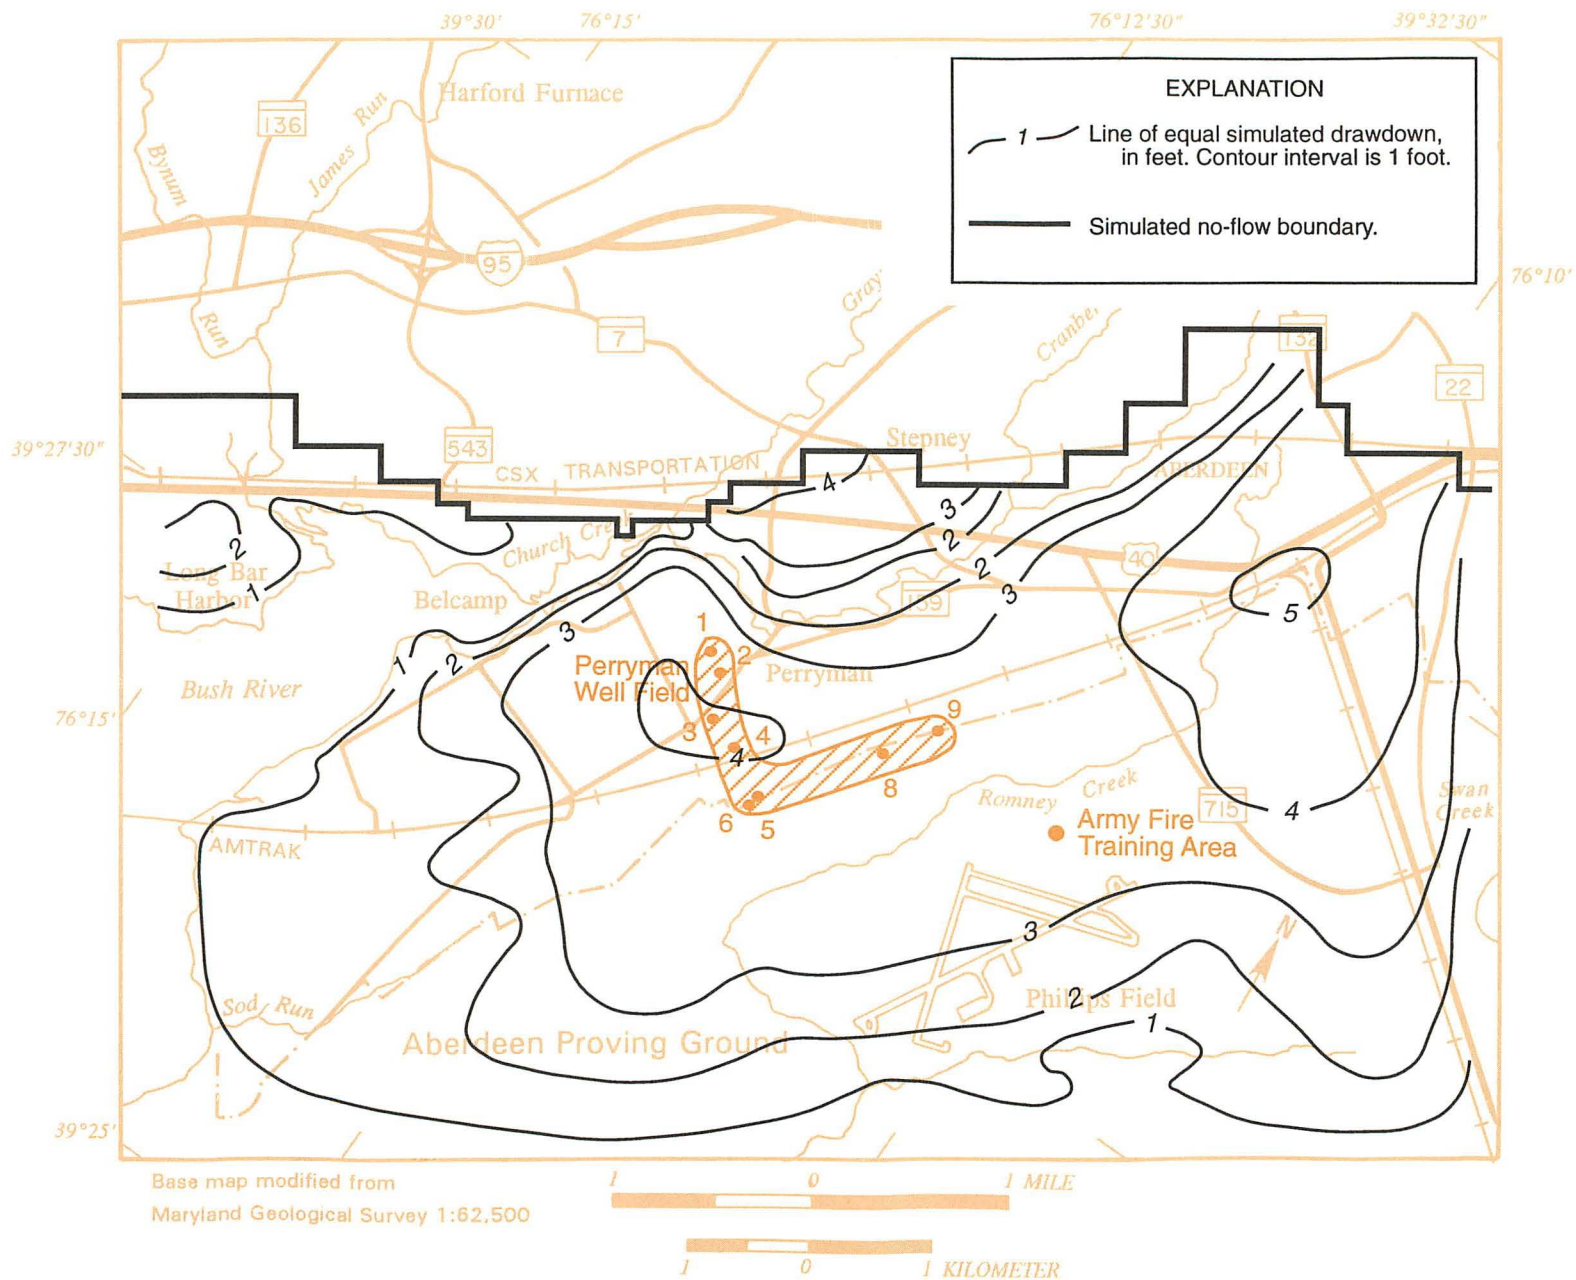 39°30' 76°15' 76°12'30" 39°32'30"
Harford Furnace
136
James Run
Bynum
Run
95
7
EXPLANATION
1 Line of equal simulated drawdown,
in feet. Contour interval is 1 foot.
Simulated no-flow boundary.
76°10'
Gray
Cranbe
132
22
39°27'30"
543
Stepney
CSX TRANSPORTATION
ABERDEEN
4
3
2
2
3
Church Creek
40
159
5
2
1
Long Bar
Harbor
Belcamp
3
1
2
1
2
Perryman
Well Field
Perryman
Bush River
76°15'
3
4
4
9
8
6
5
Romney Creek
Army Fire
Training Area
715
4
Swan
Creek
AMTRAK
3
N
2
1
Phillips Field
Sod Run
Aberdeen Proving Ground
39°25'
Base map modified from
Maryland Geological Survey 1:62,500
1 0 1 MILE
1 0 1 KILOMETER